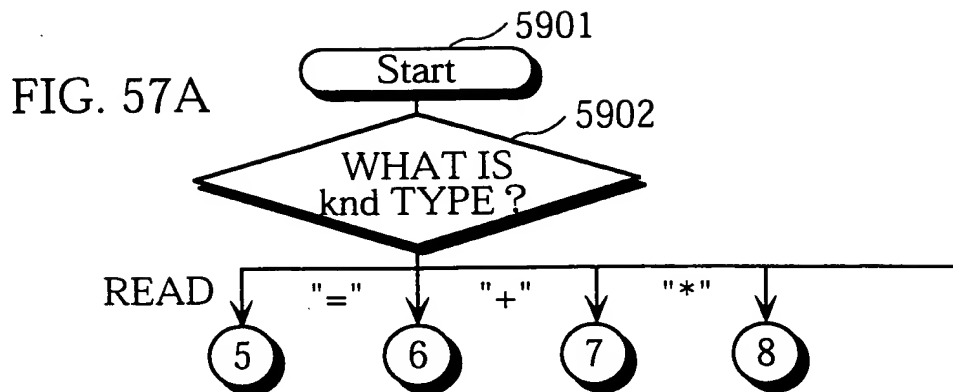 5901
Start
FIG. 57A
5902
WHAT IS
knd TYPE ?
READ "=" "+" "*"
5 6 7 8